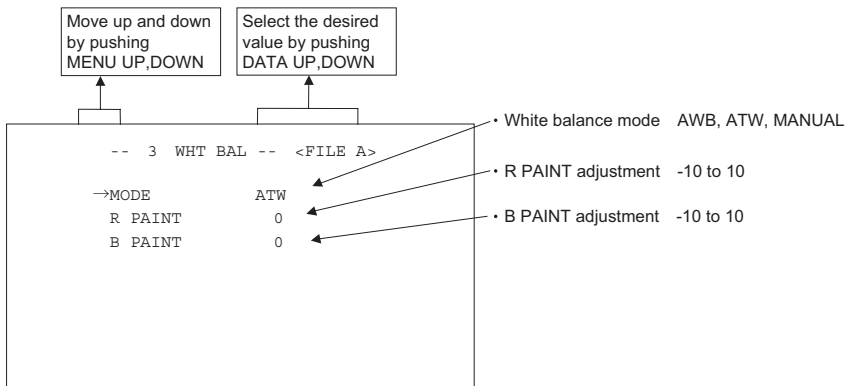 Move up and down
by pushing
MENU UP,DOWN
Select the desired
value by pushing
DATA UP,DOWN
-- 3 WHT BAL -- <FILE A>
→MODE ATW
R PAINT 0
B PAINT 0
・White balance mode AWB, ATW, MANUAL
・R PAINT adjustment -10 to 10
・B PAINT adjustment -10 to 10